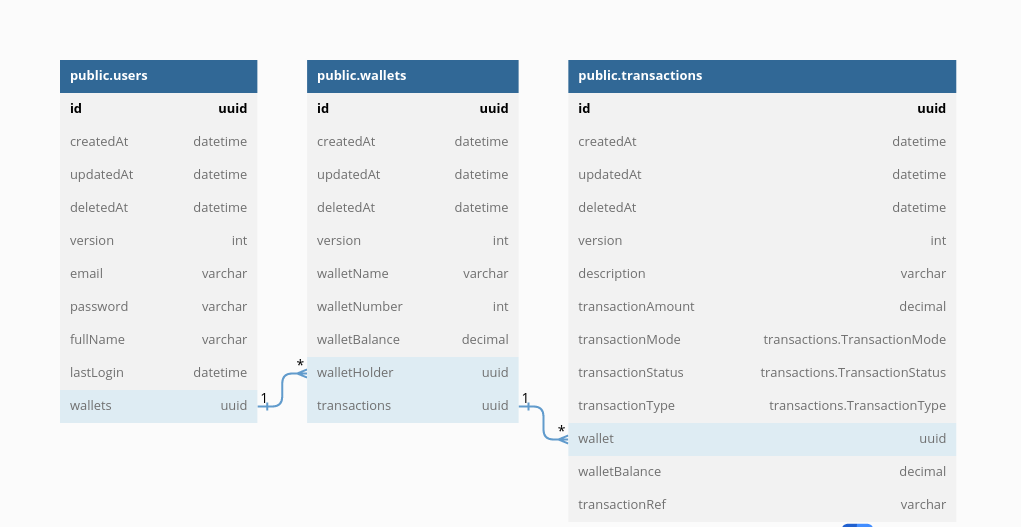 public.users
id uuid
createdAt datetime
updatedAt datetime
deletedAt datetime
version int
email varchar
password varchar
fullName varchar
lastLogin datetime
wallets uuid
1
*
public.wallets
id uuid
createdAt datetime
updatedAt datetime
deletedAt datetime
version int
walletName varchar
walletNumber int
walletBalance decimal
walletHolder uuid
transactions uuid
1
*
public.transactions
id uuid
createdAt datetime
updatedAt datetime
deletedAt datetime
version int
description varchar
transactionAmount decimal
transactionMode transactions.TransactionMode
transactionStatus transactions.TransactionStatus
transactionType transactions.TransactionType
wallet uuid
walletBalance decimal
transactionRef varchar